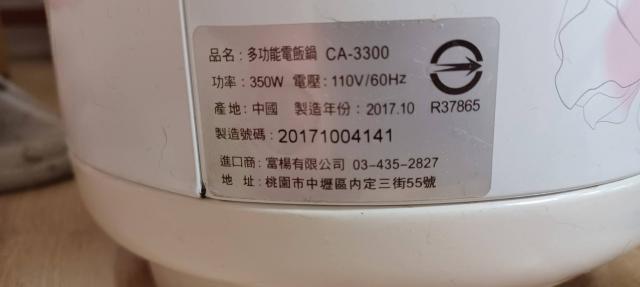 品名：多功能電飯鍋 CA-3300
功率：350W 電壓：110V/60Hz
產地：中國 製造年份：2017.10 R37865
製造號碼：20171004141
進口商：富楊有限公司 03-435-2827
地 址：桃園市中壢區內定三街55號